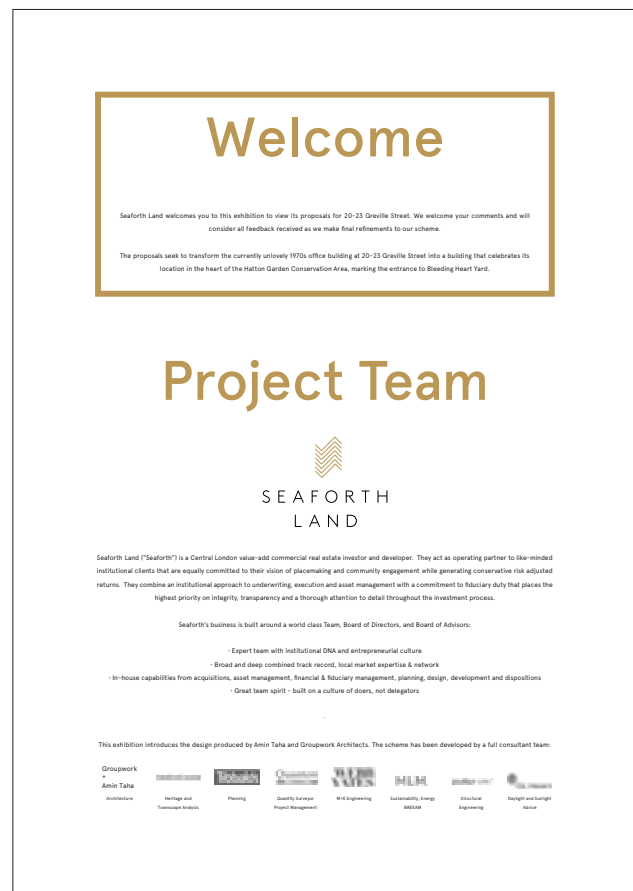 Welcome
Seaforth Land welcomes you to this exhibition to view its proposals for 20-23 Greville Street. We welcome your comments and will
consider all feedback received as we make final refinements to our scheme.
The proposals seek to transform the currently unlovely 1970s office building at 20-23 Greville Street into a building that celebrates its
location in the heart of the Hatton Garden Conservation Area, marking the entrance to Bleeding Heart Yard.
Project Team
SEAFORTH
LAND
Seaforth Land ("Seaforth") is a Central London value-add commercial real estate investor and developer. They act as operating partner to like-minded
institutional clients that are equally committed to their vision of placemaking and community engagement while generating conservative risk adjusted
returns. They combine an institutional approach to underwriting, execution and asset management with a commitment to fiduciary duty that places the
highest priority on integrity, transparency and a thorough attention to detail throughout the investment process.
Seaforth's business is built around a world class Team, Board of Directors, and Board of Advisors:
- Expert team with institutional DNA and entrepreneurial culture
- Broad and deep combined track record, local market expertise & network
- In-house capabilities from acquisitions, asset management, financial & fiduciary management, planning, design, development and dispositions
- Great team spirit - built on a culture of doers, not delegators
.
This exhibition introduces the design produced by Amin Taha and Groupwork Architects. The scheme has been developed by a full consultant team:
Groupwork
+
Amin Taha
WEBB
YATES
MLM
Architecture
Heritage and
Townscape Analysis
Planning
Quantity Surveyor
Project Management
M+E Engineering
Sustainability, Energy
BREEAM
Structural
Engineering
Daylight and Sunlight
Advice